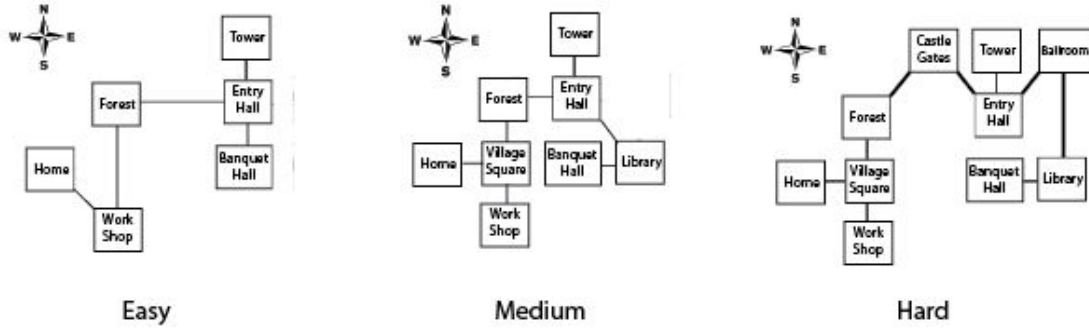 N
W E
S
Tower
Forest
Entry
Hall
Home
Banquet
Hall
Work
Shop
Easy
N
W E
S
Tower
Forest
Entry
Hall
Home
Village
Square
Banquet
Hall
Library
Work
Shop
Medium
N
W E
S
Castle
Gates
Tower
Ballroom
Forest
Entry
Hall
Home
Village
Square
Banquet
Hall
Library
Work
Shop
Hard